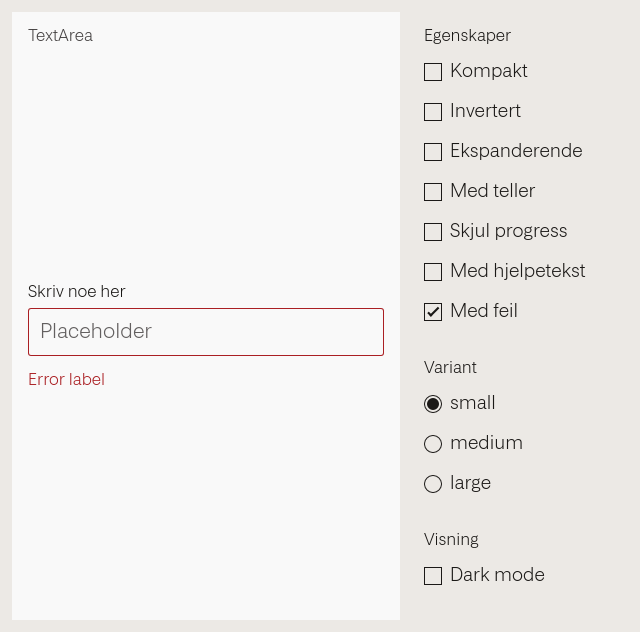 TextArea
Skriv noe her
Placeholder
Error label
Egenskaper
Kompakt
Invertert
Ekspanderende
Med teller
Skjul progress
Med hjelpetekst
Med feil
Variant
small
medium
large
Visning
Dark mode